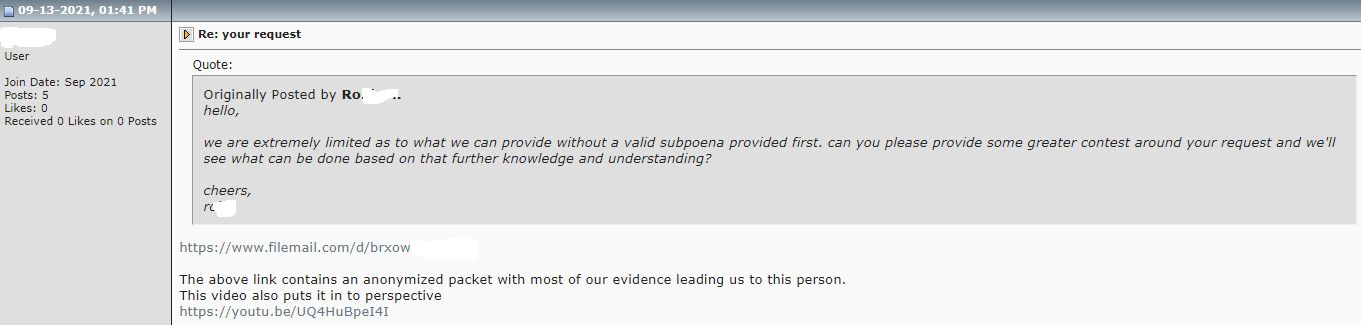 09-13-2021, 01:41 PM
User
Join Date: Sep 2021
Posts: 5
Likes: 0
Received 0 Likes on 0 Posts
Re: your request
Quote:
Originally Posted by
hello,
we are extremely limited as to what we can provide without a valid subpoena provided first. can you please provide some greater contest around your request and we'll
see what can be done based on that further knowledge and understanding?
cheers,
https://www.filemail.com/d/brxow
The above link contains an anonymized packet with most of our evidence leading us to this person.
This video also puts it in to perspective
https://youtu.be/UQ4HuBpeI4I